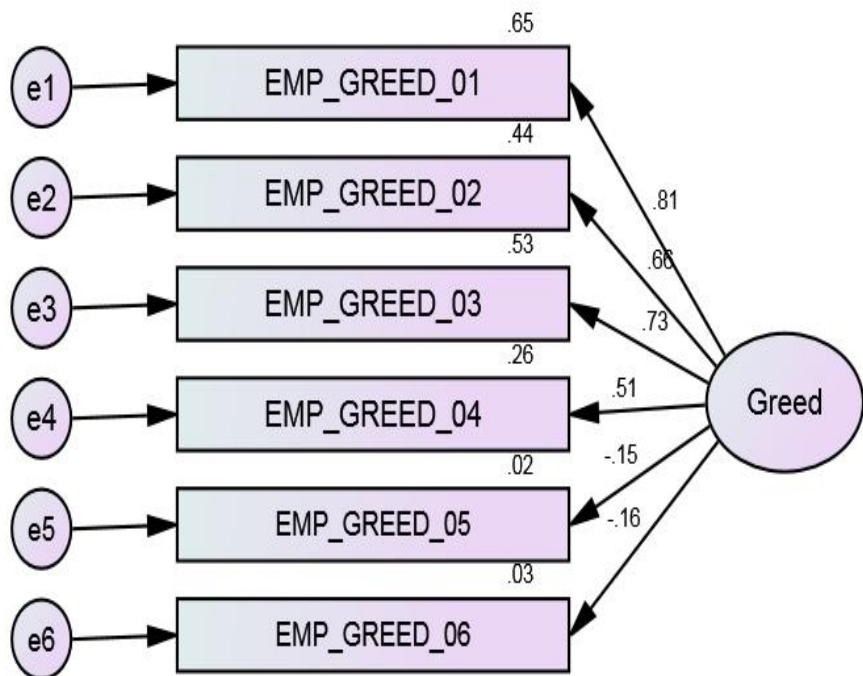 .65
e1
EMP_GREED_01
.44
.81
e2
EMP_GREED_02
.53
.66
e3
EMP_GREED_03
.73
.26
.51
Greed
e4
EMP_GREED_04
.02
-.15
e5
EMP_GREED_05
-.16
.03
e6
EMP_GREED_06